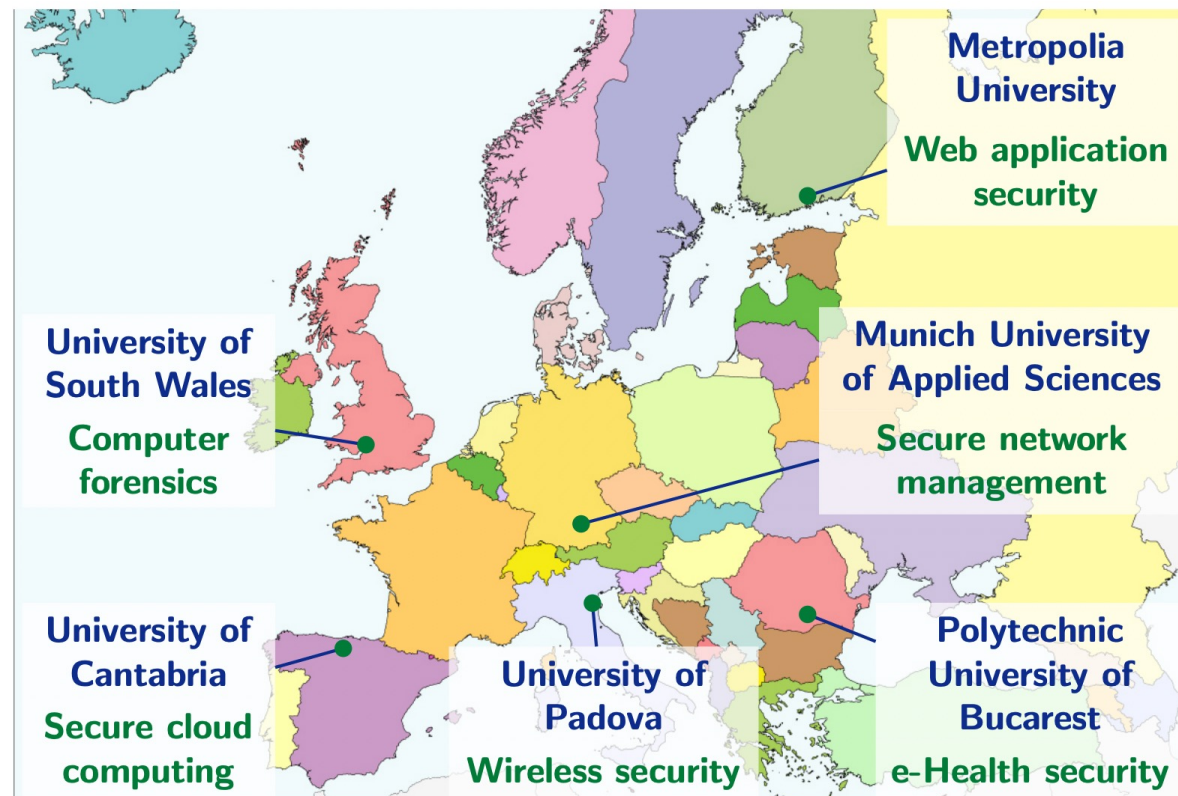 Metropolia
University
Web application
security
University of
South Wales
Computer
forensics
Munich University
of Applied Sciences
Secure network
management
University of
Cantabria
Secure cloud
computing
University of
Padova
Wireless security
Polytechnic
University of
Bucarest
e-Health security